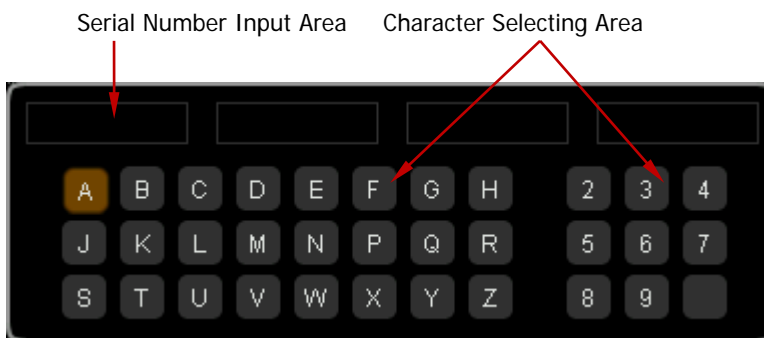 Serial Number Input Area Character Selecting Area
A B C D E F G H 2 3 4
J K L M N P Q R 5 6 7
S T U V W X Y Z 8 9